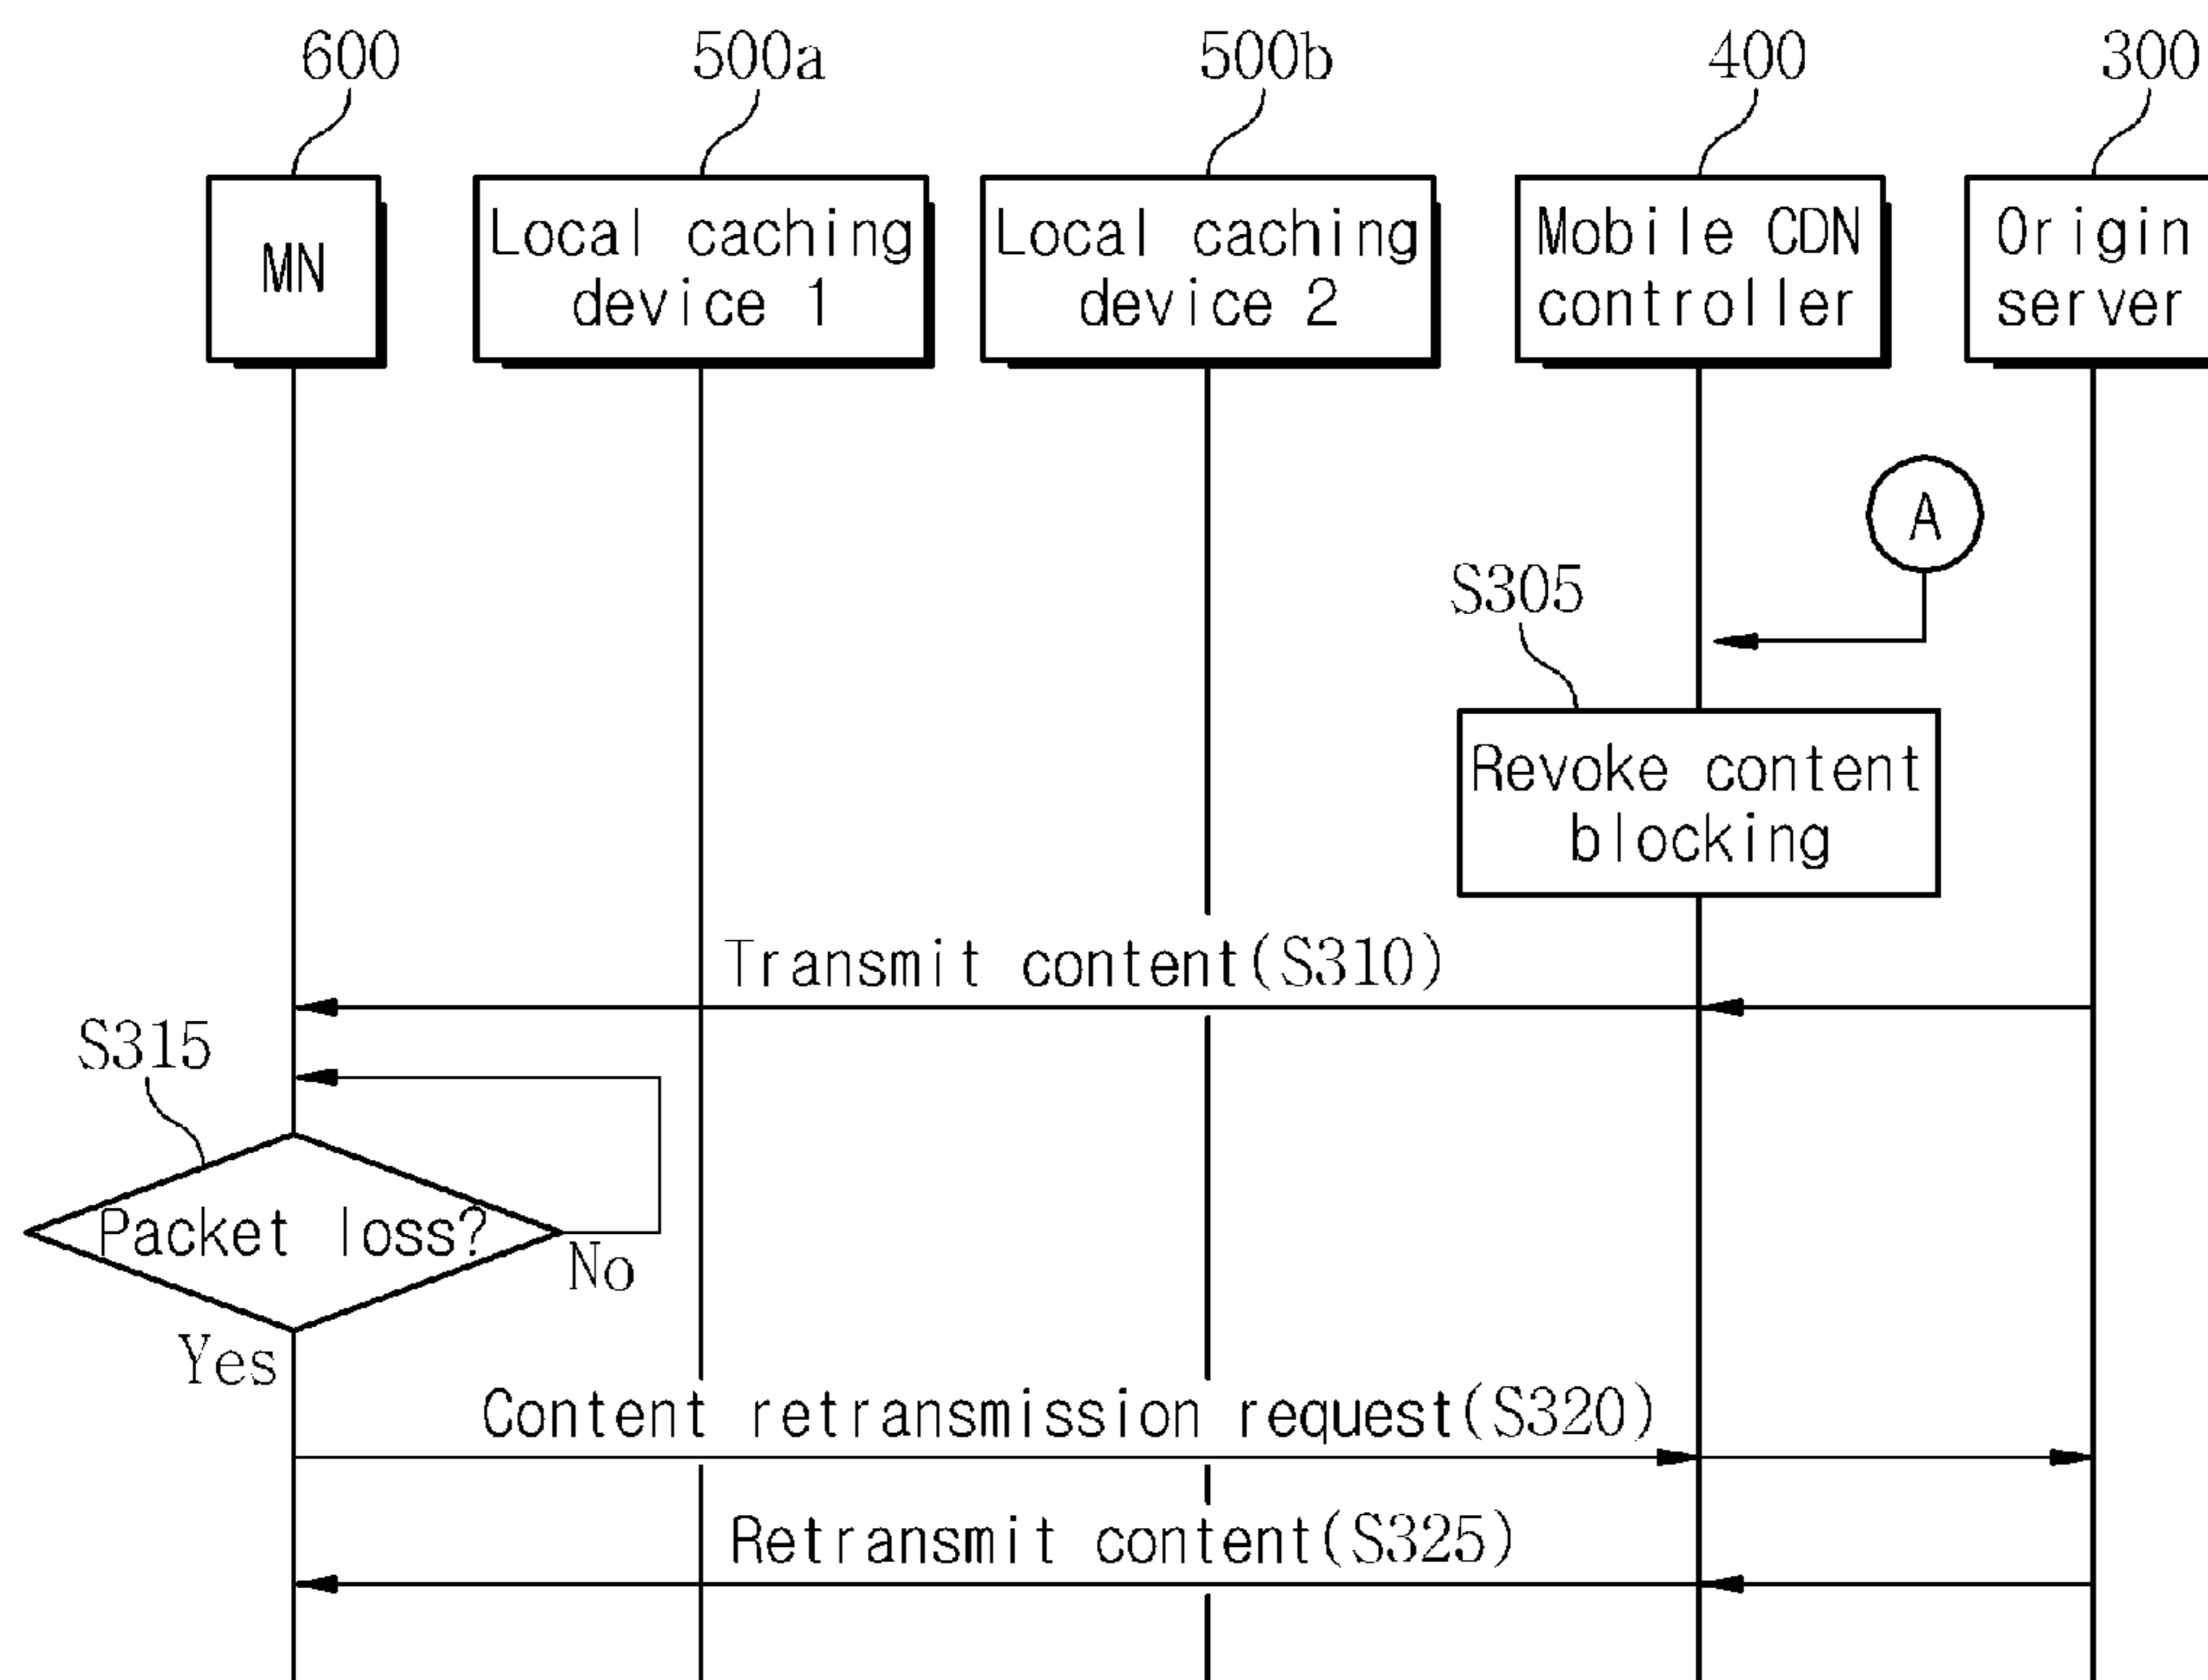 600
500a
500b
400
300
MN
Local caching
device 1
Local caching
device 2
Mobile CDN
controller
Origin
server
A
S305
Revoke content
blocking
Transmit content(S310)
S315
Packet loss?
No
Yes
Content retransmission request(S320)
Retransmit content(S325)